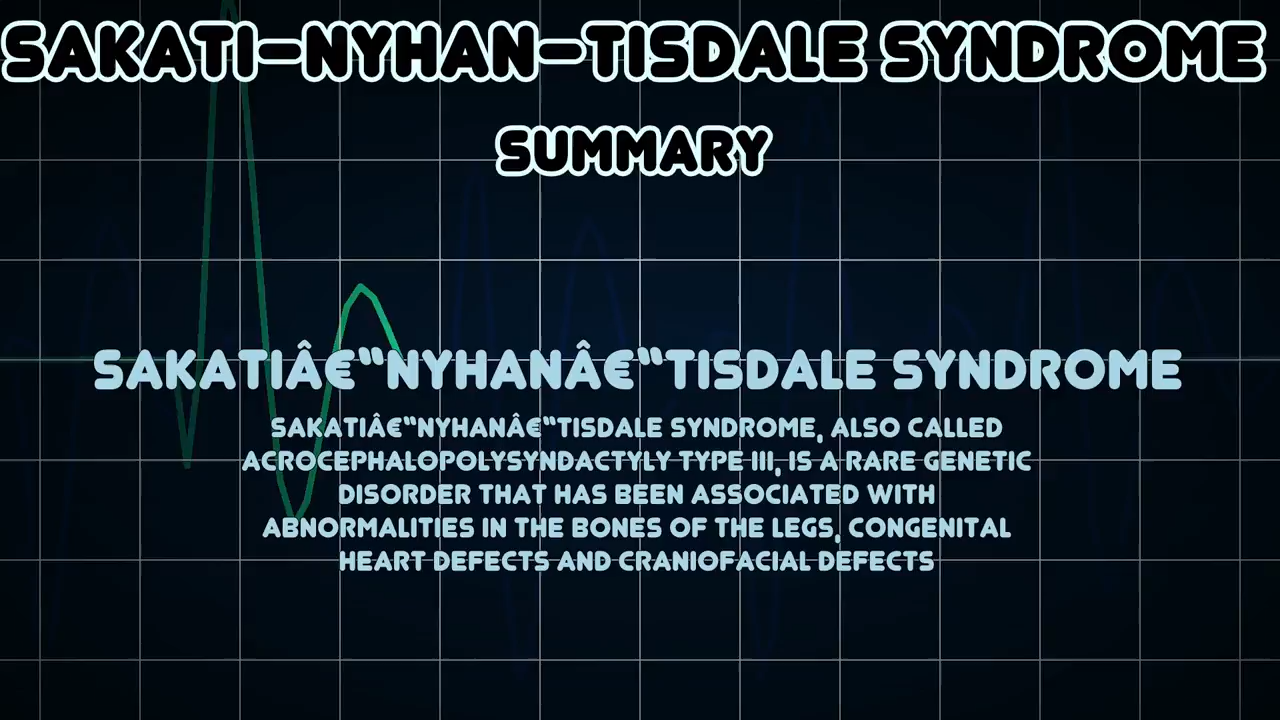 SAKATI–NYHAN–TISDALE SYNDROME
SUMMARY
SAKATIÂ€“NYHANÂ€“TISDALE SYNDROME
SAKATIÂ€“NYHANÂ€“TISDALE SYNDROME, ALSO CALLED
ACROCEPHALOPOLYSYNDACTYLY TYPE III, IS A RARE GENETIC
DISORDER THAT HAS BEEN ASSOCIATED WITH
ABNORMALITIES IN THE BONES OF THE LEGS, CONGENITAL
HEART DEFECTS AND CRANIOFACIAL DEFECTS